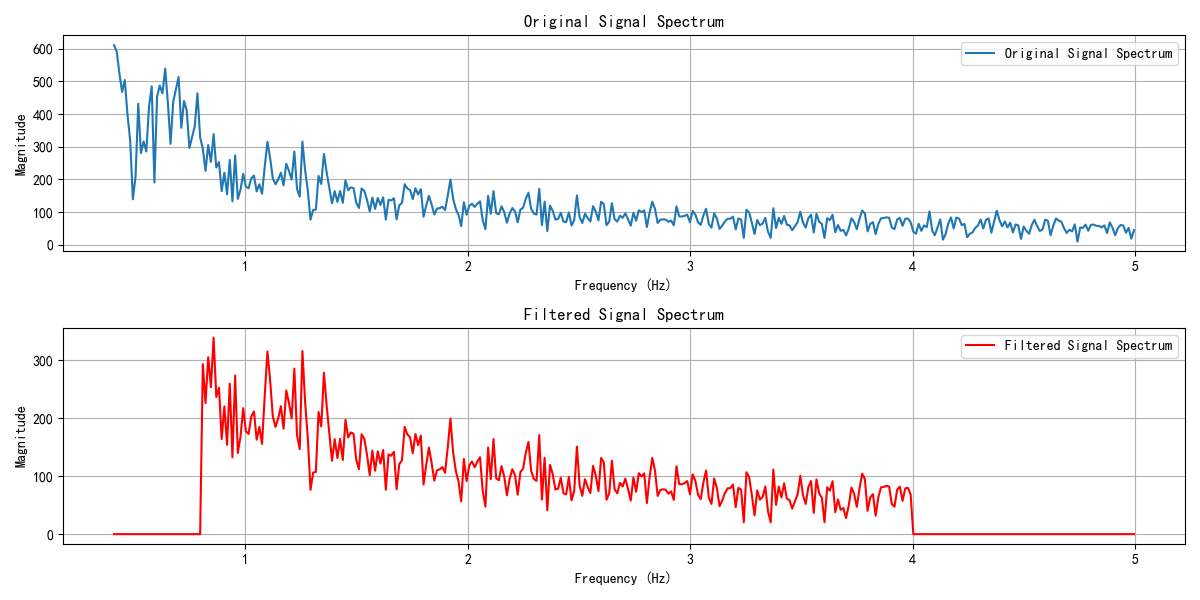 Original Signal Spectrum
600
500
400
300
200
100
0
Magnitude
Original Signal Spectrum
1
2
3
4
5
Frequency (Hz)
Filtered Signal Spectrum
300
200
100
0
Magnitude
Filtered Signal Spectrum
1
2
3
4
5
Frequency (Hz)